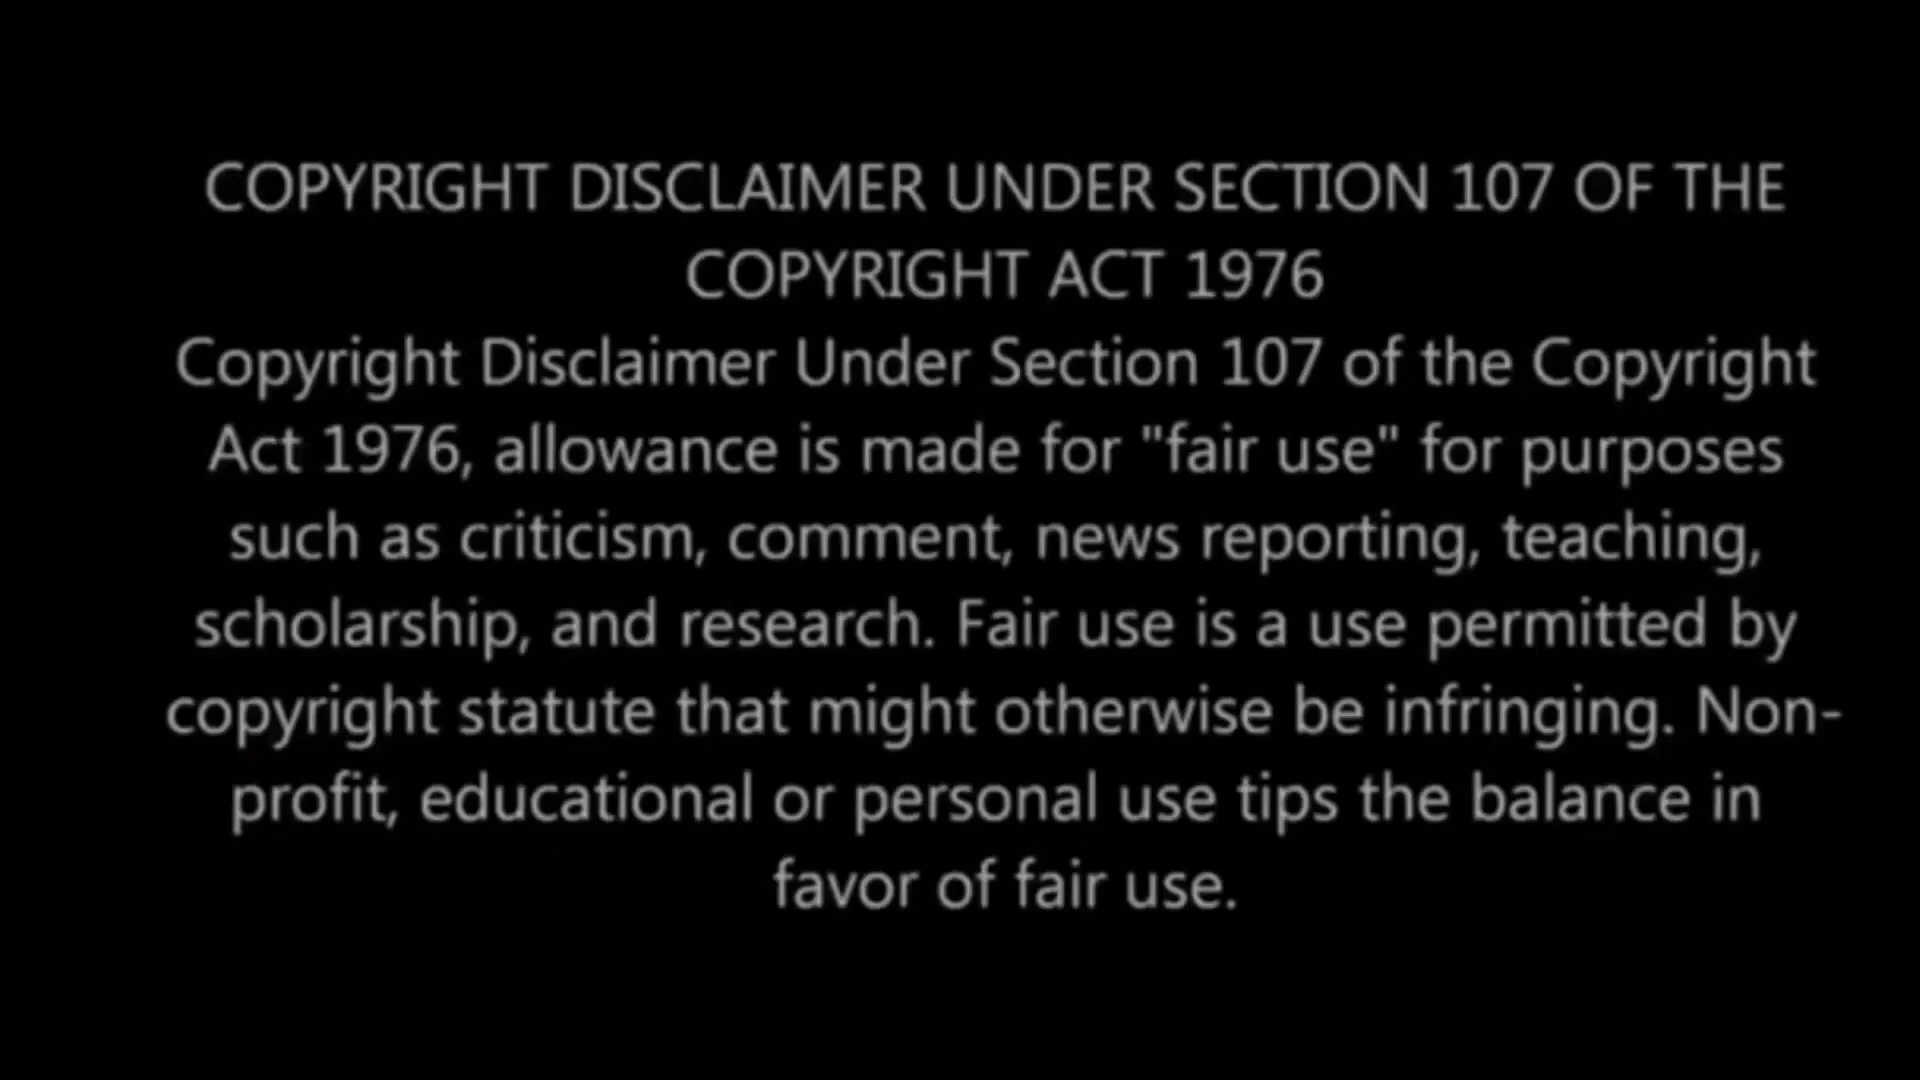 COPYRIGHT DISCLAIMER UNDER SECTION 107 OF THE
COPYRIGHT ACT 1976
Copyright Disclaimer Under Section 107 of the Copyright
Act 1976, allowance is made for "fair use" for purposes
such as criticism, comment, news reporting, teaching,
scholarship, and research. Fair use is a use permitted by
copyright statute that might otherwise be infringing. Non-
profit, educational or personal use tips the balance in
favor of fair use.